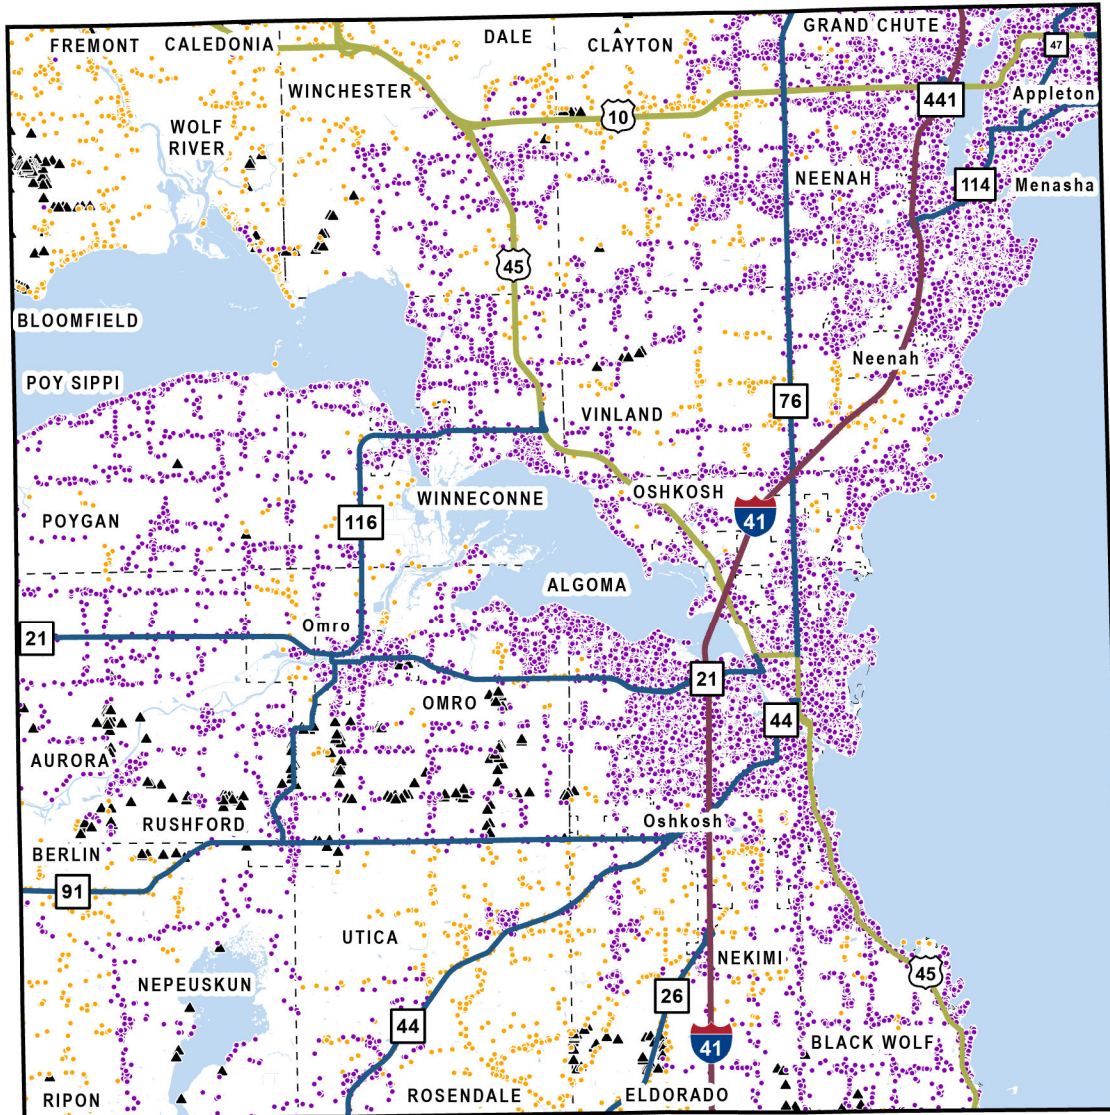 GRAND CHUTE
FREMONT
CALEDONIA
DALE
CLAYTON
47
WINCHESTER
441
Appleton
10
WOLF
RIVER
NEENAH
114
Menasha
45
BLOOMFIELD
Neenah
POY SIPPI
76
VINLAND
WINNECONNE
OSHKOSH
POYGAN
116
41
ALGOMA
Omro
21
21
OMRO
44
AURORA
RUSHFORD
Oshkosh
BERLIN
91
UTICA
NEKIMI
45
NEPEUSKUN
26
44
41
BLACK WOLF
RIPON
ROSENDALE
ELDORADO